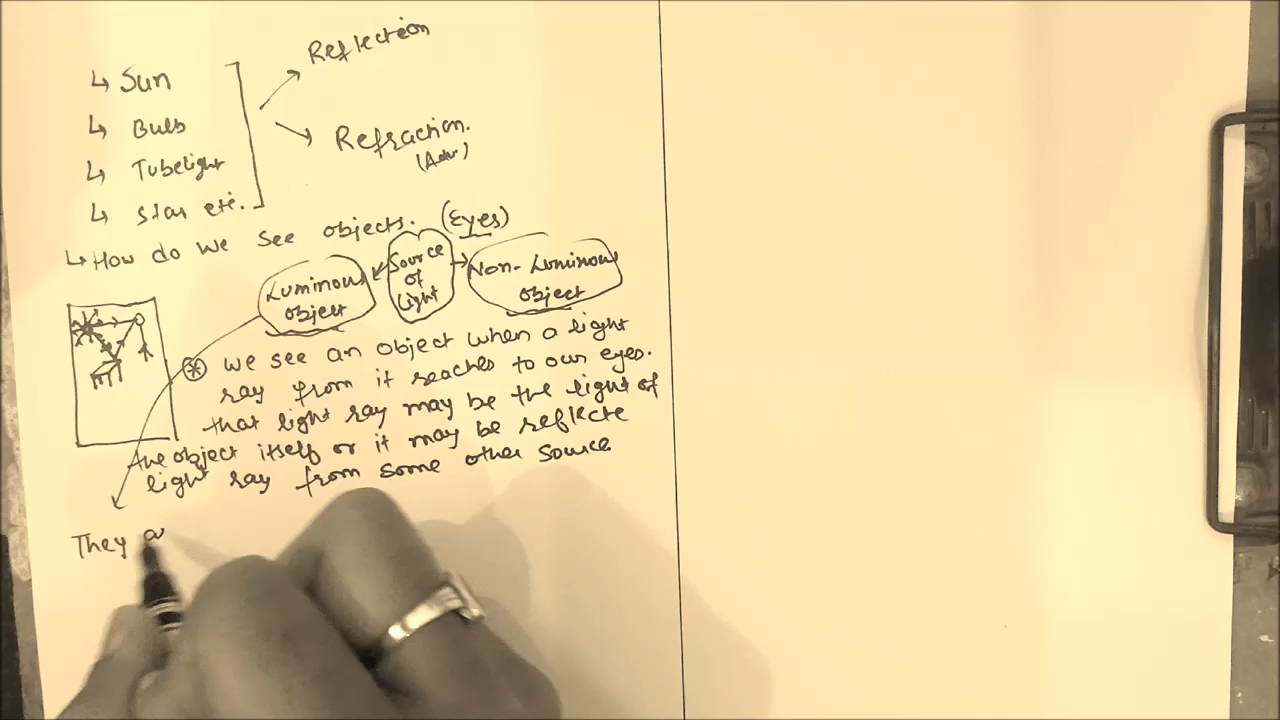 Reflection
↳ Sun
↳ Bulb
Refraction.
(Adv.)
↳ Tubelight
↳ Star etc.
↳ How do we see objects. (Eyes)
Luminous object
Source of Light
Non-Luminous object
* we see an object when a light
ray from it reaches to our eyes.
that light ray may be the light of
the object itself or it may be reflecte
light ray from some other source
They a